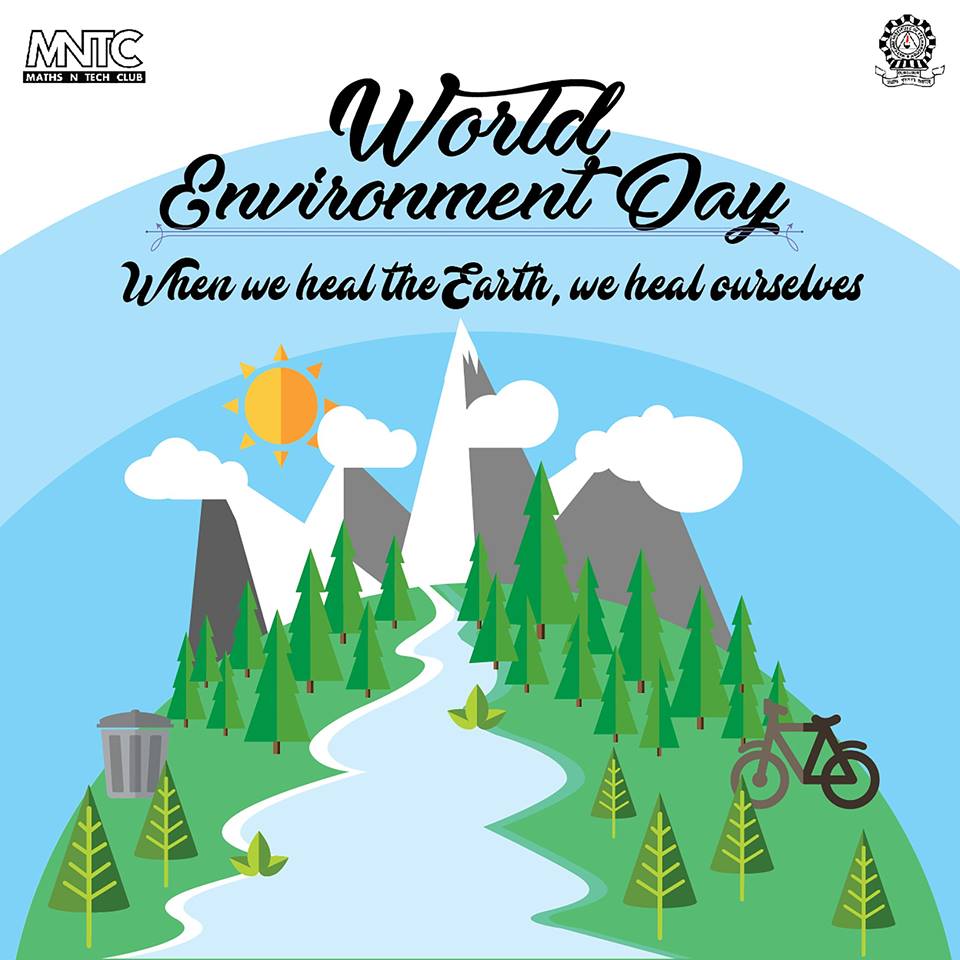 MNTC
MATHS N TECH CLUB
World
Environment Day
When we heal the Earth, we heal ourselves